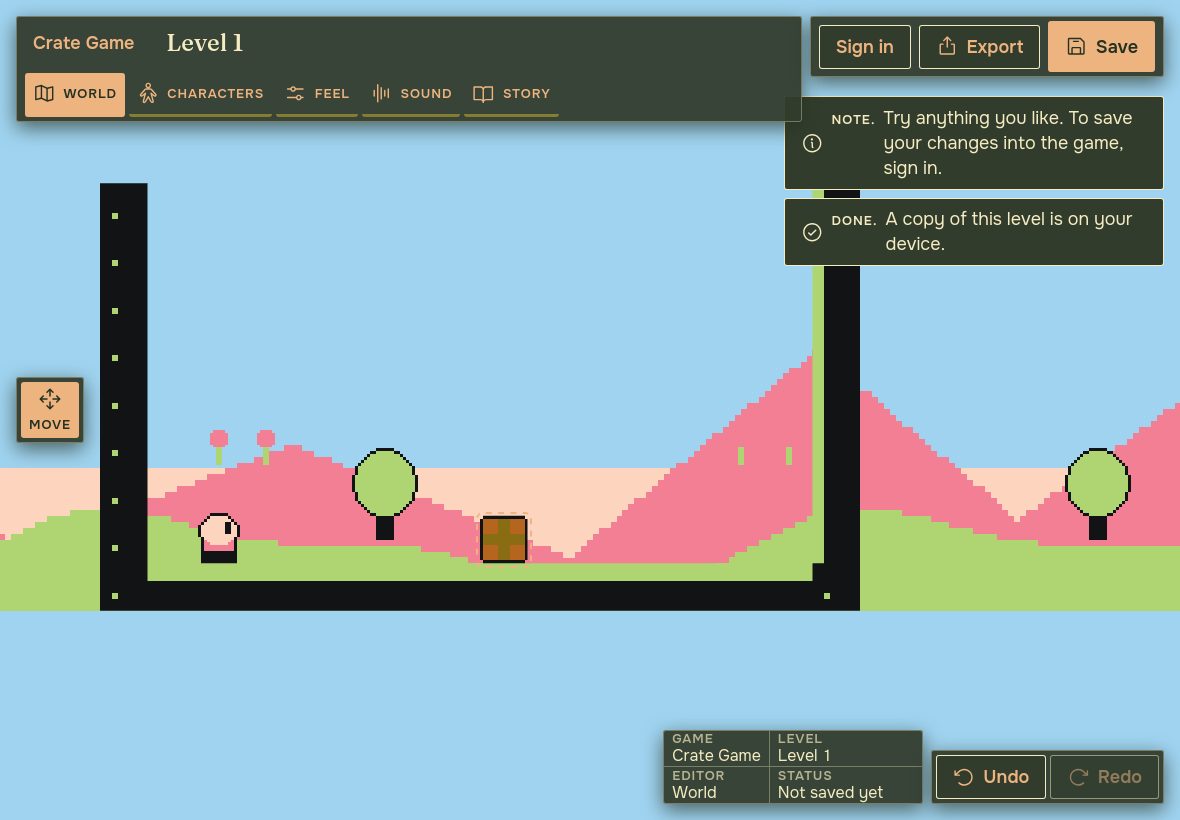 Crate Game
Level 1
WORLD
CHARACTERS
FEEL
SOUND
STORY
Sign in
Export
Save
NOTE. Try anything you like. To save
your changes into the game,
sign in.
DONE. A copy of this level is on your
device.
MOVE
GAME
Crate Game
LEVEL
Level 1
EDITOR
World
STATUS
Not saved yet
Undo
Redo